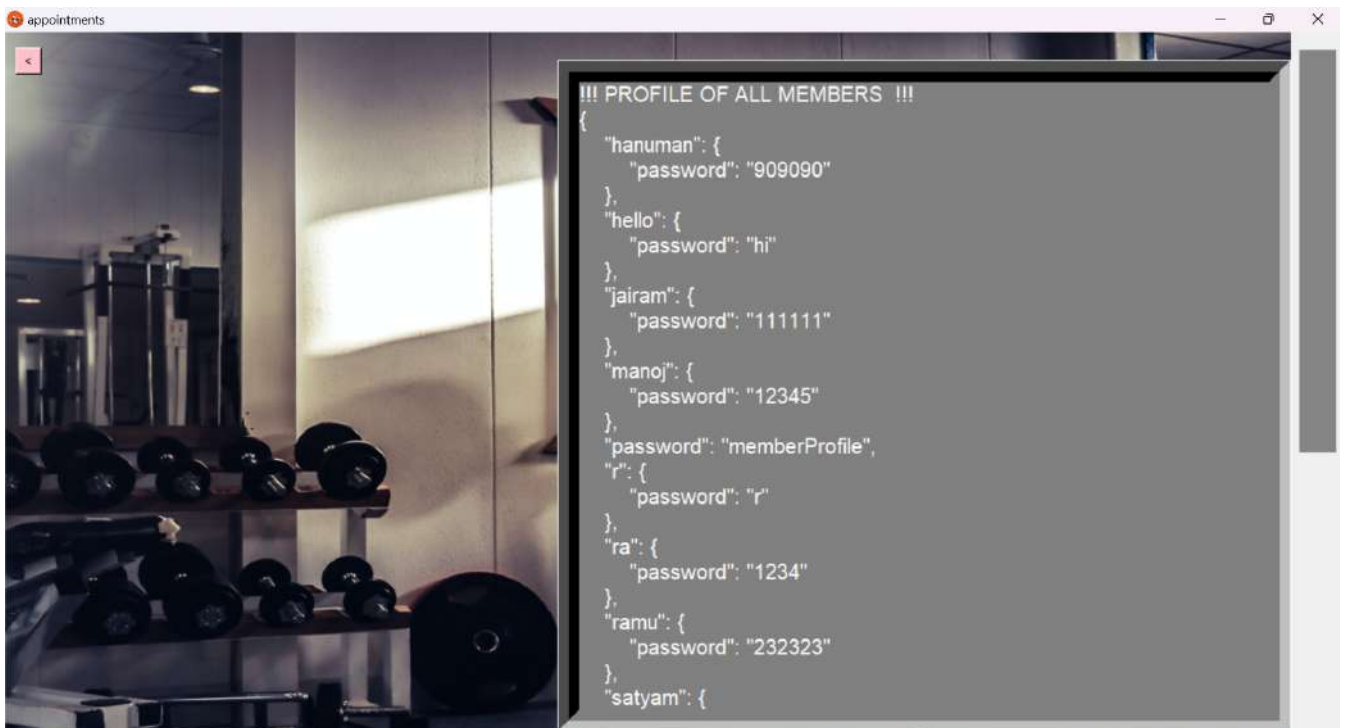 appointments
<
!!! PROFILE OF ALL MEMBERS  !!!
{
    "hanuman": {
        "password": "909090"
    },
    "hello": {
        "password": "hi"
    },
    "jairam": {
        "password": "111111"
    },
    "manoj": {
        "password": "12345"
    },
    "password": "memberProfile",
    "r": {
        "password": "r"
    },
    "ra": {
        "password": "1234"
    },
    "ramu": {
        "password": "232323"
    },
    "satyam": {